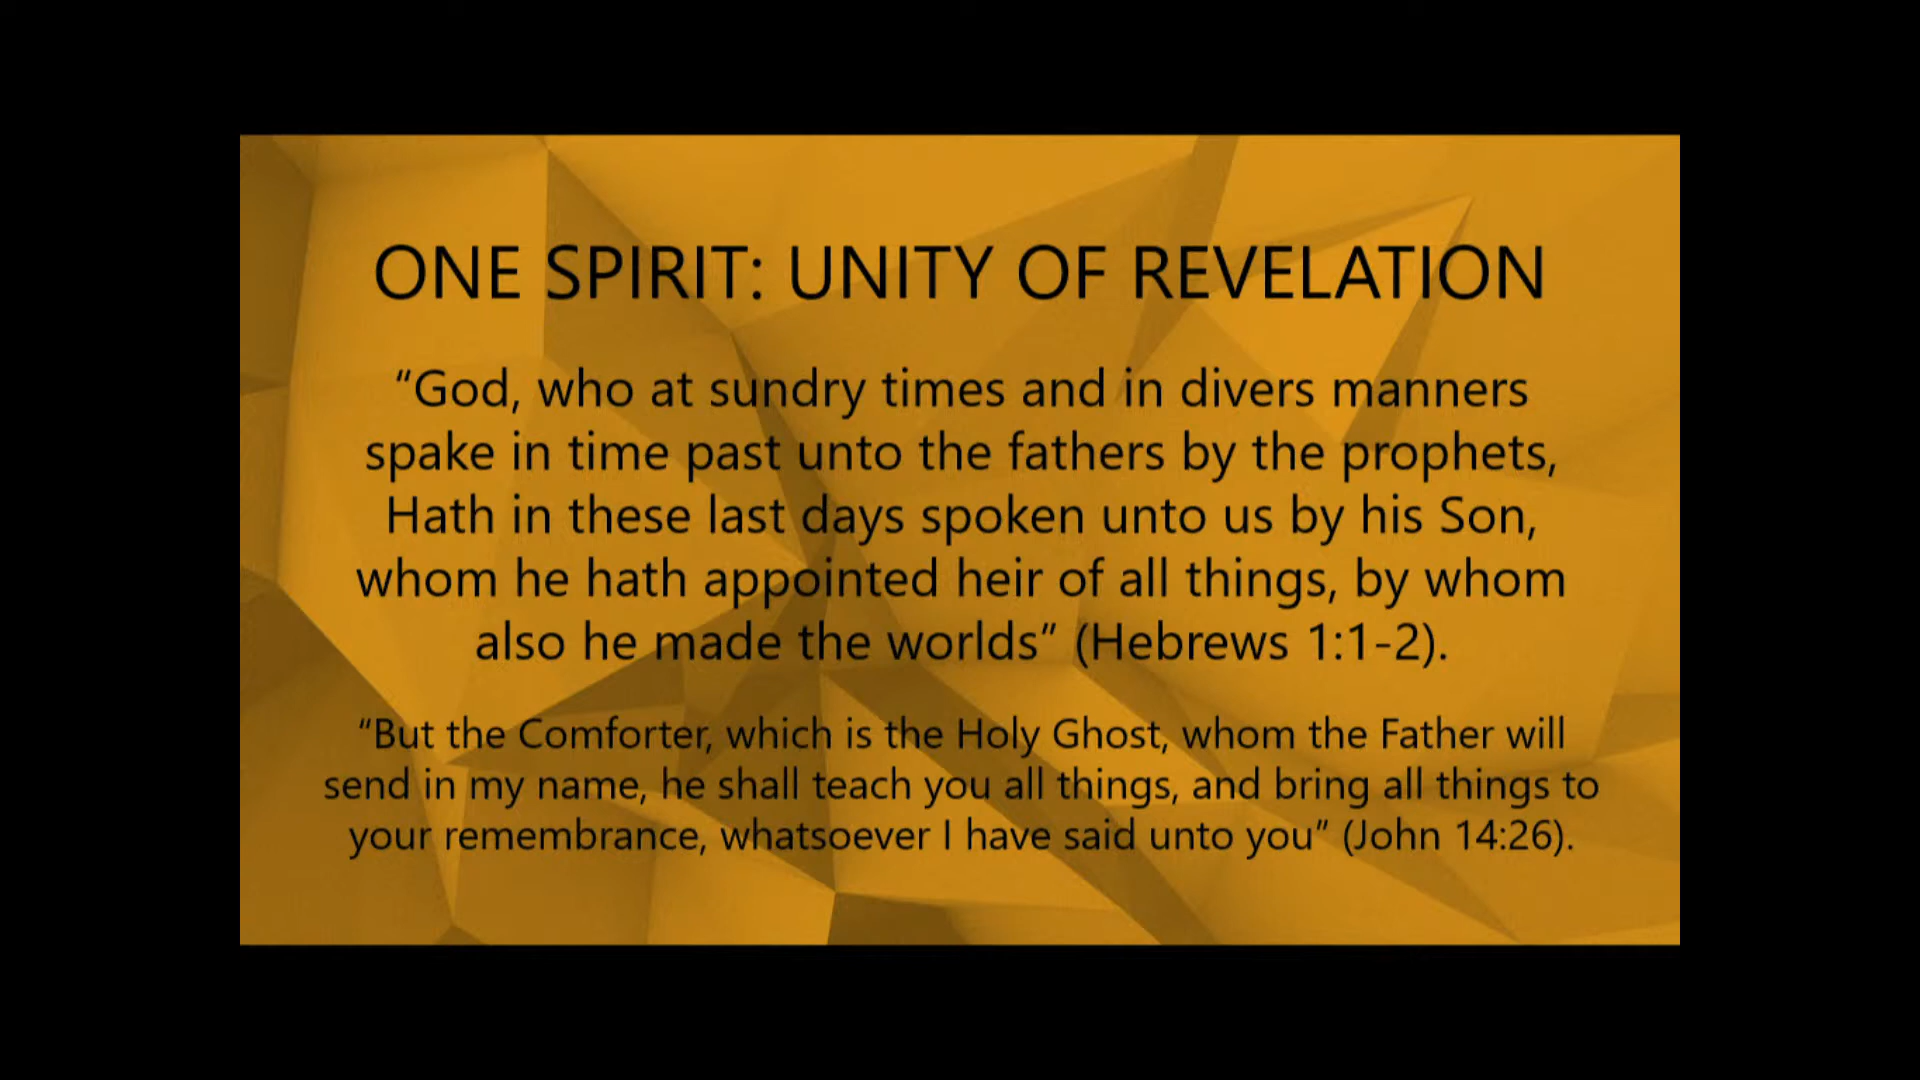 ONE SPIRIT: UNITY OF REVELATION
“God, who at sundry times and in divers manners
spake in time past unto the fathers by the prophets,
Hath in these last days spoken unto us by his Son,
whom he hath appointed heir of all things, by whom
also he made the worlds” (Hebrews 1:1-2).
“But the Comforter, which is the Holy Ghost, whom the Father will
send in my name, he shall teach you all things, and bring all things to
your remembrance, whatsoever I have said unto you” (John 14:26).